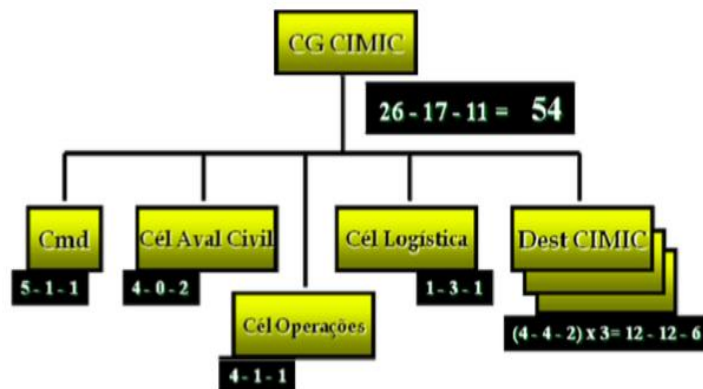 CG CIMIC
26 - 17 - 11 = 54
Cmd
5 - 1 - 1
Cél Aval Civil
4 - 0 - 2
Cél Operações
4 - 1 - 1
Cél Logística
1 - 3 - 1
Dest CIMIC
(4 - 4 - 2) x 3 = 12 - 12 - 6